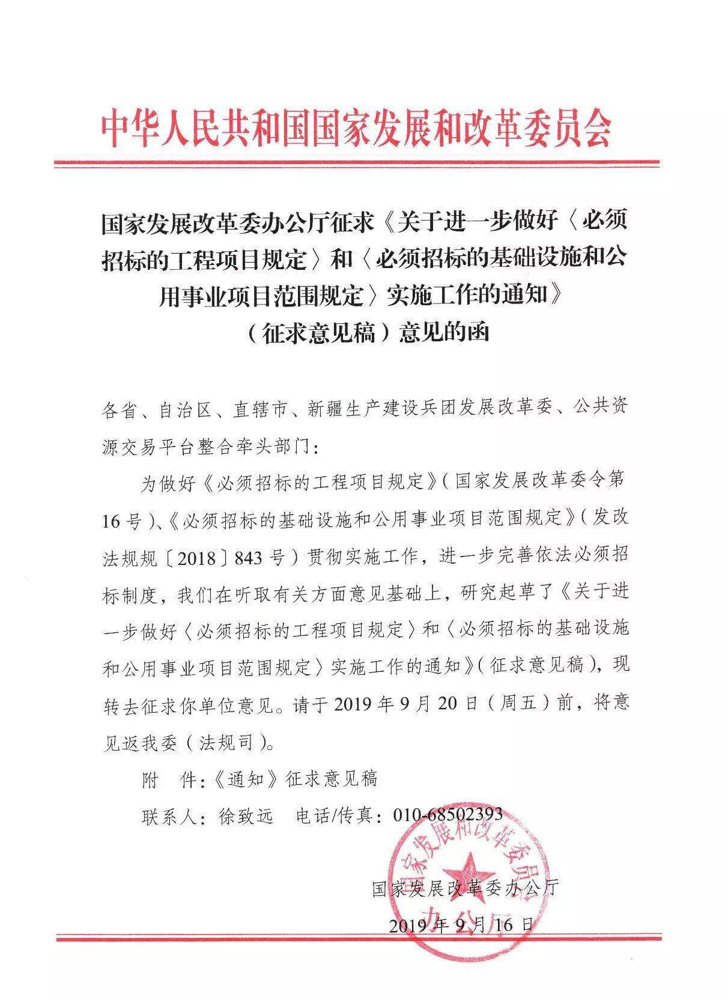 中华人民共和国国家发展和改革委员会
国家发展改革委办公厅征求《关于进一步做好〈必须
招标的工程项目规定〉和〈必须招标的基础设施和公
用事业项目范围规定〉实施工作的通知》
（征求意见稿）意见的函
各省、自治区、直辖市、新疆生产建设兵团发展改革委、公共资
源交易平台整合牵头部门：
为做好《必须招标的工程项目规定》（国家发展改革委令第
16号）、《必须招标的基础设施和公用事业项目范围规定》（发改
法规规〔2018〕843号）贯彻实施工作，进一步完善依法必须招
标制度，我们在听取有关方面意见基础上，研究起草了《关于进
一步做好〈必须招标的工程项目规定〉和〈必须招标的基础设施
和公用事业项目范围规定〉实施工作的通知》（征求意见稿），现
转去征求你单位意见。请于2019年9月20日（周五）前，将意
见返我委（法规司）。
附　件：《通知》征求意见稿
联系人：徐致远　电话/传真：010-68502393
国家发展和改革委员会
国家发展改革委办公厅
办公厅
2019年9月16日